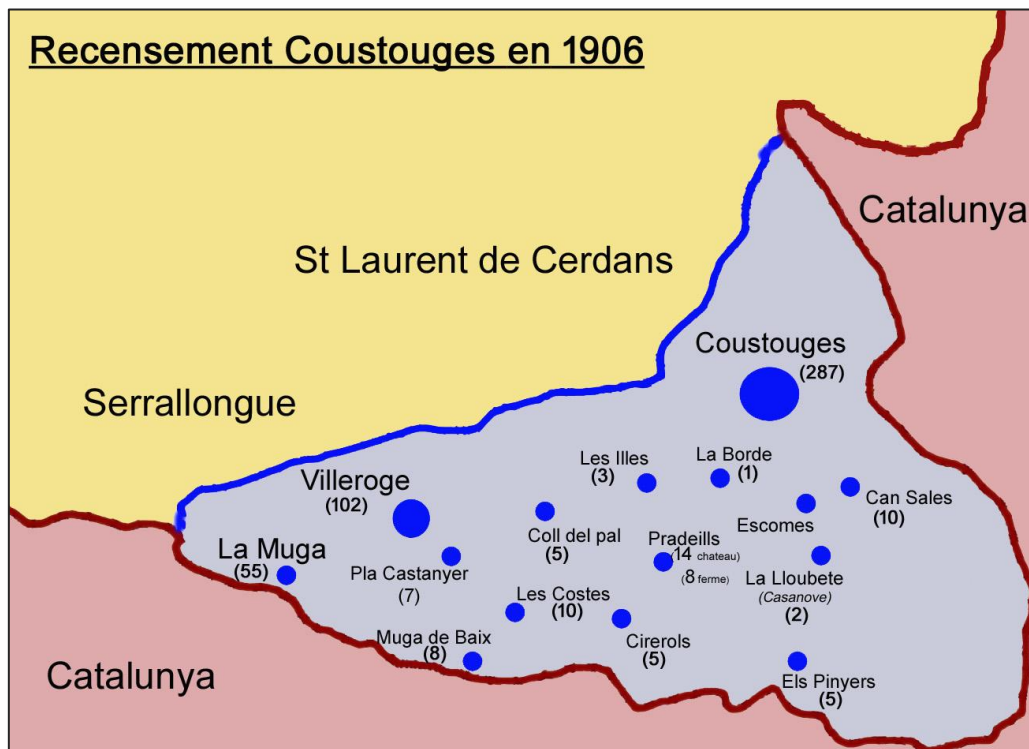 Recensement Coustouges en 1906
Catalunya
St Laurent de Cerdans
Coustouges
(287)
Serrallongue
Villeroge
(102)
Les Illes
(3)
La Borde
(1)
Can Sales
(10)
Escomes
Coll del pal
(5)
Pradeills
(14 chateau)
(8 ferme)
La Muga
(55)
Pla Castanyer
(7)
La Lloubete
(Casanove)
(2)
Les Costes
(10)
Cirerols
(5)
Muga de Baix
(8)
Els Pinyers
(5)
Catalunya